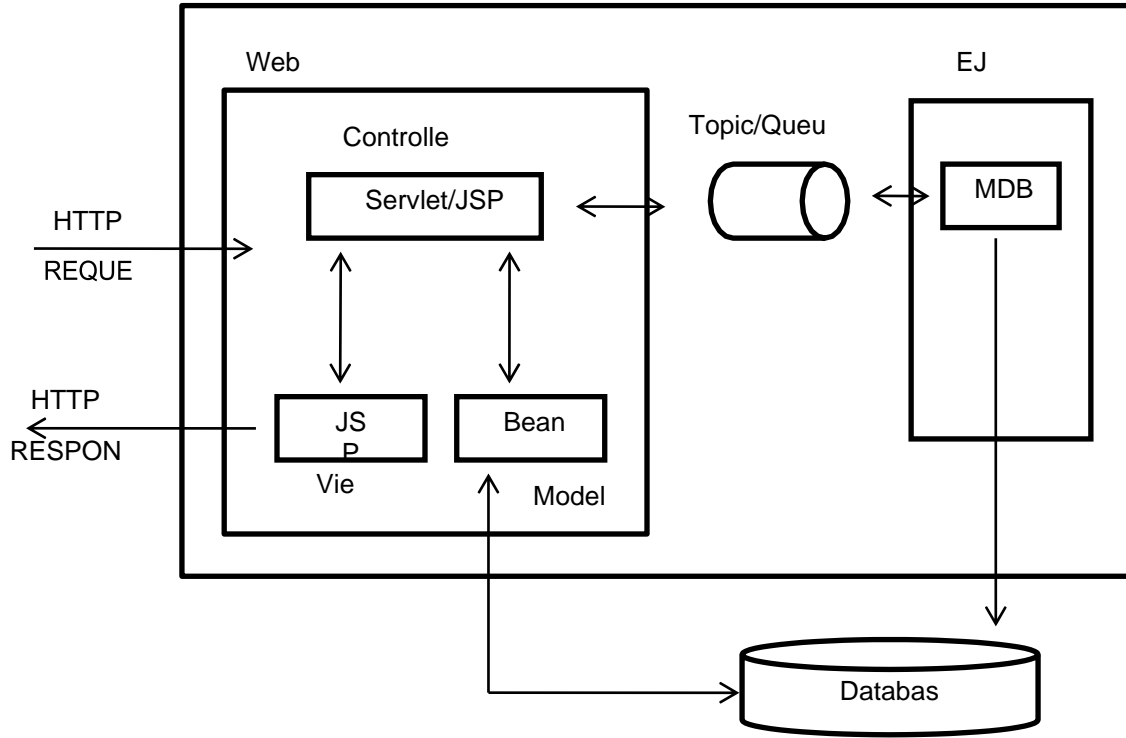 Web
EJ
Controlle
Topic/Queu
Servlet/JSP
MDB
HTTP
REQUE
HTTP
RESPON
JS
P
Bean
Vie
Model
Databas